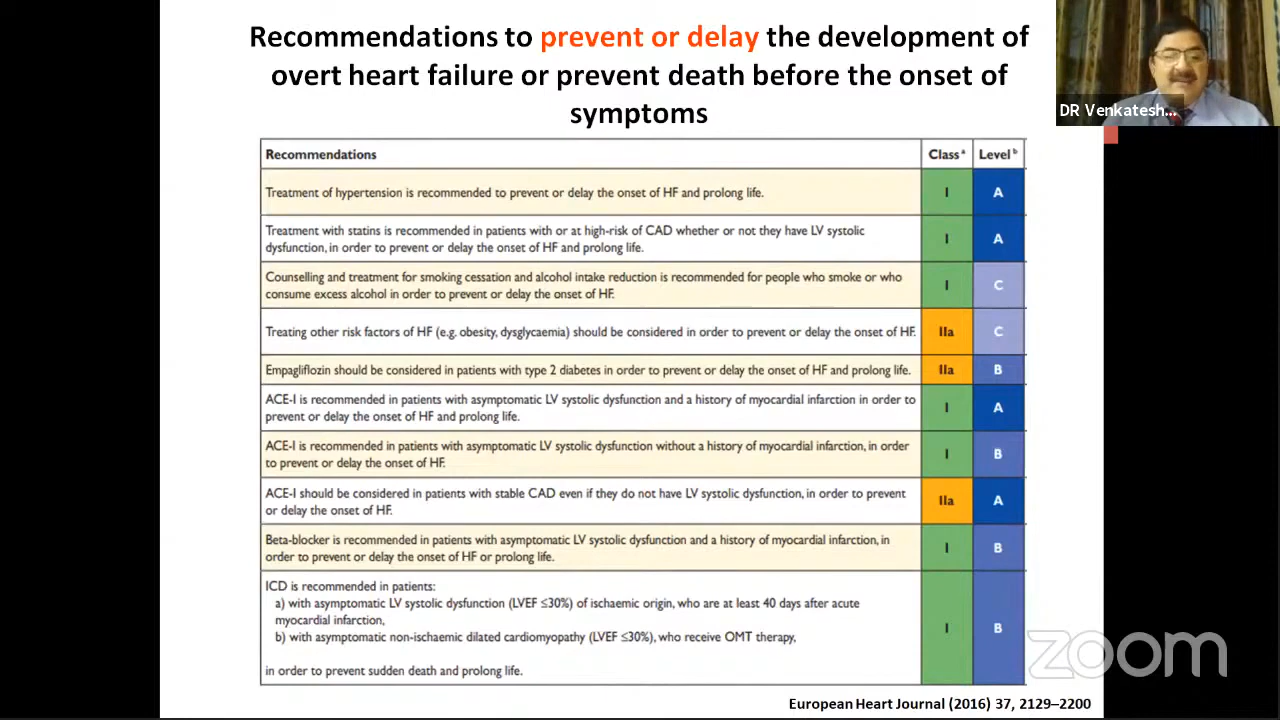 Recommendations to prevent or delay the development of
overt heart failure or prevent death before the onset of
symptoms
DR Venkatesh...
Recommendations Class a Level b
Treatment of hypertension is recommended to prevent or delay the onset of HF and prolong life. I A
Treatment with statins is recommended in patients with or at high-risk of CAD whether or not they have LV systolic
dysfunction, in order to prevent or delay the onset of HF and prolong life. I A
Counselling and treatment for smoking cessation and alcohol intake reduction is recommended for people who smoke or who
consume excess alcohol in order to prevent or delay the onset of HF. I C
Treating other risk factors of HF (e.g. obesity, dysglycaemia) should be considered in order to prevent or delay the onset of HF. IIa C
Empagliflozin should be considered in patients with type 2 diabetes in order to prevent or delay the onset of HF and prolong life. IIa B
ACE-I is recommended in patients with asymptomatic LV systolic dysfunction and a history of myocardial infarction in order to
prevent or delay the onset of HF and prolong life. I A
ACE-I is recommended in patients with asymptomatic LV systolic dysfunction without a history of myocardial infarction, in order
to prevent or delay the onset of HF. I B
ACE-I should be considered in patients with stable CAD even if they do not have LV systolic dysfunction, in order to prevent
or delay the onset of HF. IIa A
Beta-blocker is recommended in patients with asymptomatic LV systolic dysfunction and a history of myocardial infarction, in
order to prevent or delay the onset of HF or prolong life. I B
ICD is recommended in patients:
a) with asymptomatic LV systolic dysfunction (LVEF ≤30%) of ischaemic origin, who are at least 40 days after acute
myocardial infarction,
b) with asymptomatic non-ischaemic dilated cardiomyopathy (LVEF ≤30%), who receive OMT therapy, I B
in order to prevent sudden death and prolong life.
zoom
European Heart Journal (2016) 37, 2129–2200